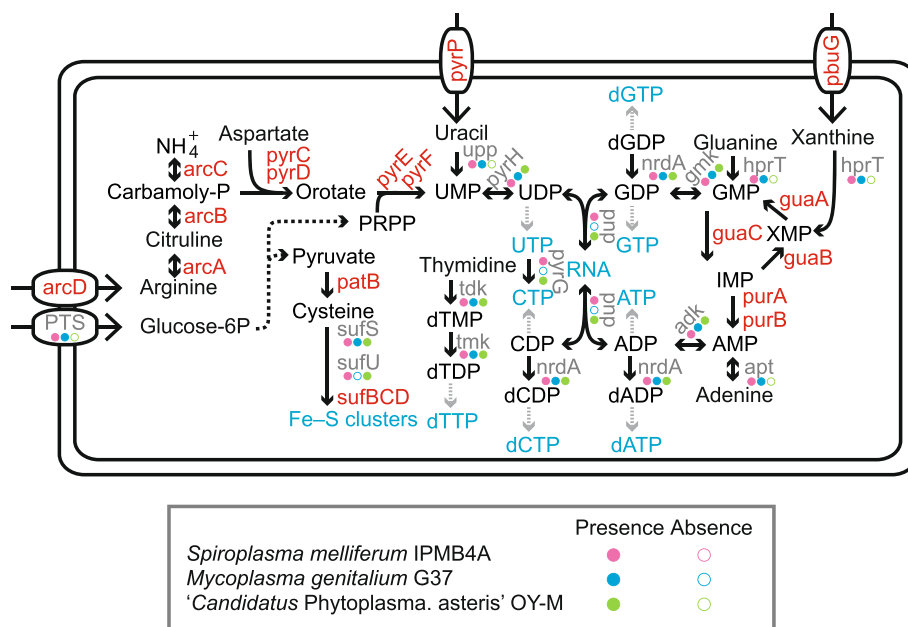 pyrP
pbuG
dGTP
Aspartate
Uracil
dGDP
Gluanine
Xanthine
NH4+
pyrC
pyrD
pyrE
pyrF
upp
pyrH
nrdA
gmk
hprT
hprT
arcC
Carbamoly-P
Orotate
UMP
UDP
GDP
GMP
guaA
PRPP
arcB
pnp
guaC
XMP
Citruline
UTP
GTP
guaB
Pyruvate
Thymidine
pyrG
RNA
arcA
patB
IMP
arcD
Arginine
tdk
CTP
pnp
ATP
purA
PTS
Glucose-6P
Cysteine
dTMP
adk
purB
sufS
tmk
CDP
ADP
AMP
sufU
dTDP
nrdA
nrdA
apt
sufBCD
dCDP
dADP
Adenine
Fe–S clusters
dTTP
dCTP
dATP
Presence Absence
Spiroplasma melliferum IPMB4A
Mycoplasma genitalium G37
‘Candidatus Phytoplasma. asteris’ OY-M